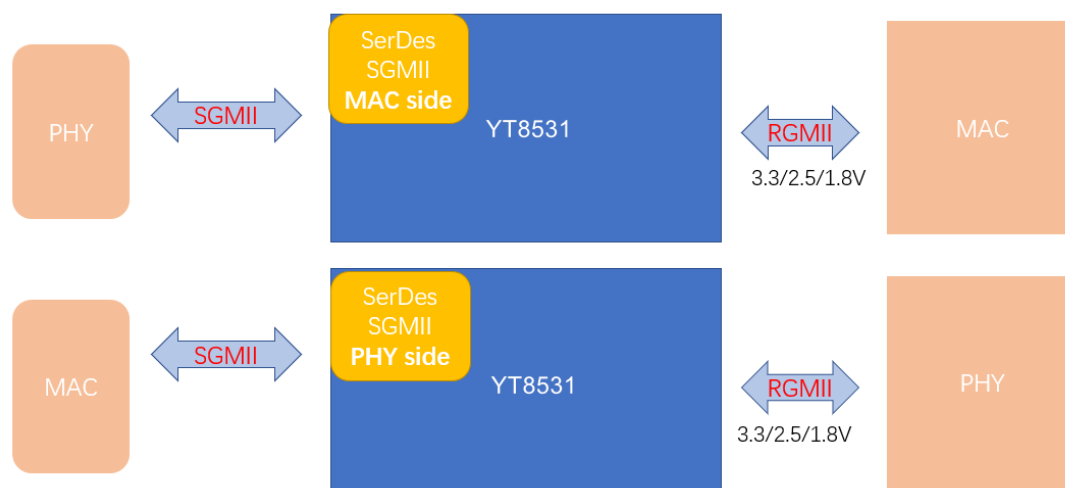 SerDes
SGMII
MAC side
PHY
SGMII
YT8531
RGMII
3.3/2.5/1.8V
MAC
SerDes
SGMII
PHY side
MAC
SGMII
YT8531
RGMII
3.3/2.5/1.8V
PHY